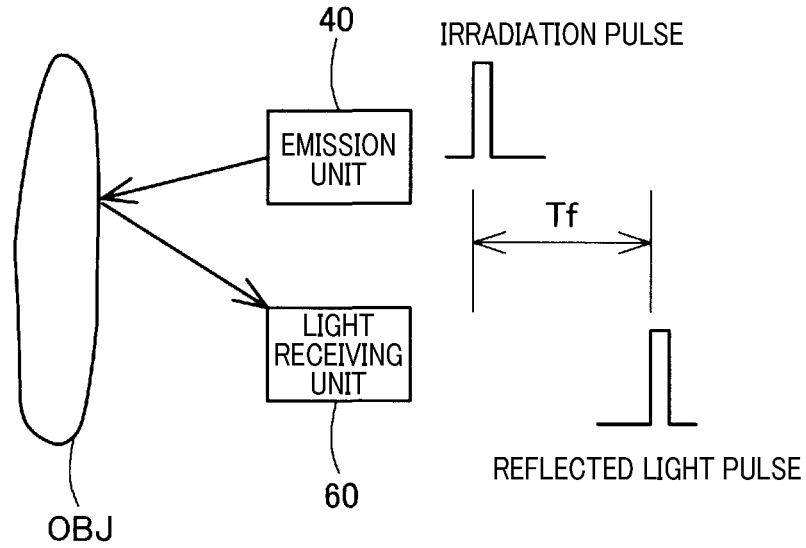 40
IRRADIATION PULSE
EMISSION
UNIT
Tf
LIGHT
RECEIVING
UNIT
60
REFLECTED LIGHT PULSE
OBJ